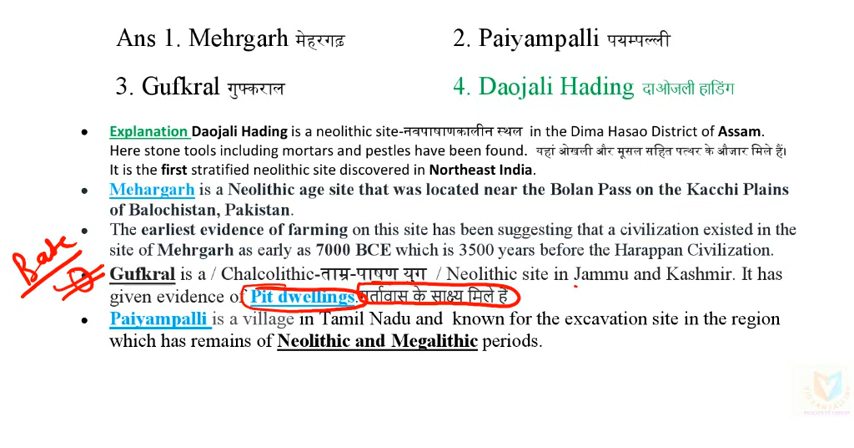 Ans 1. Mehrgarh मेहरगढ़ 2. Paiyampalli पयम्पल्ली
3. Gufkral गुफ्कराल 4. Daojali Hading दाओजली हाडिंग
• Explanation Daojali Hading is a neolithic site-नवपाषाणकालीन स्थल in the Dima Hasao District of Assam.
Here stone tools including mortars and pestles have been found. यहां ओखली और मूसल सहित पत्थर के औजार मिले हैं।
It is the first stratified neolithic site discovered in Northeast India.
• Mehargarh is a Neolithic age site that was located near the Bolan Pass on the Kacchi Plains
of Balochistan, Pakistan.
• The earliest evidence of farming on this site has been suggesting that a civilization existed in the
site of Mehrgarh as early as 7000 BCE which is 3500 years before the Harappan Civilization.
• Gufkral is a / Chalcolithic-ताम्र-पाषाण युग / Neolithic site in Jammu and Kashmir. It has
given evidence of Pit dwellings. गर्तावास के साक्ष्य मिले हैं
• Paiyampalli is a village in Tamil Nadu and known for the excavation site in the region
which has remains of Neolithic and Megalithic periods.